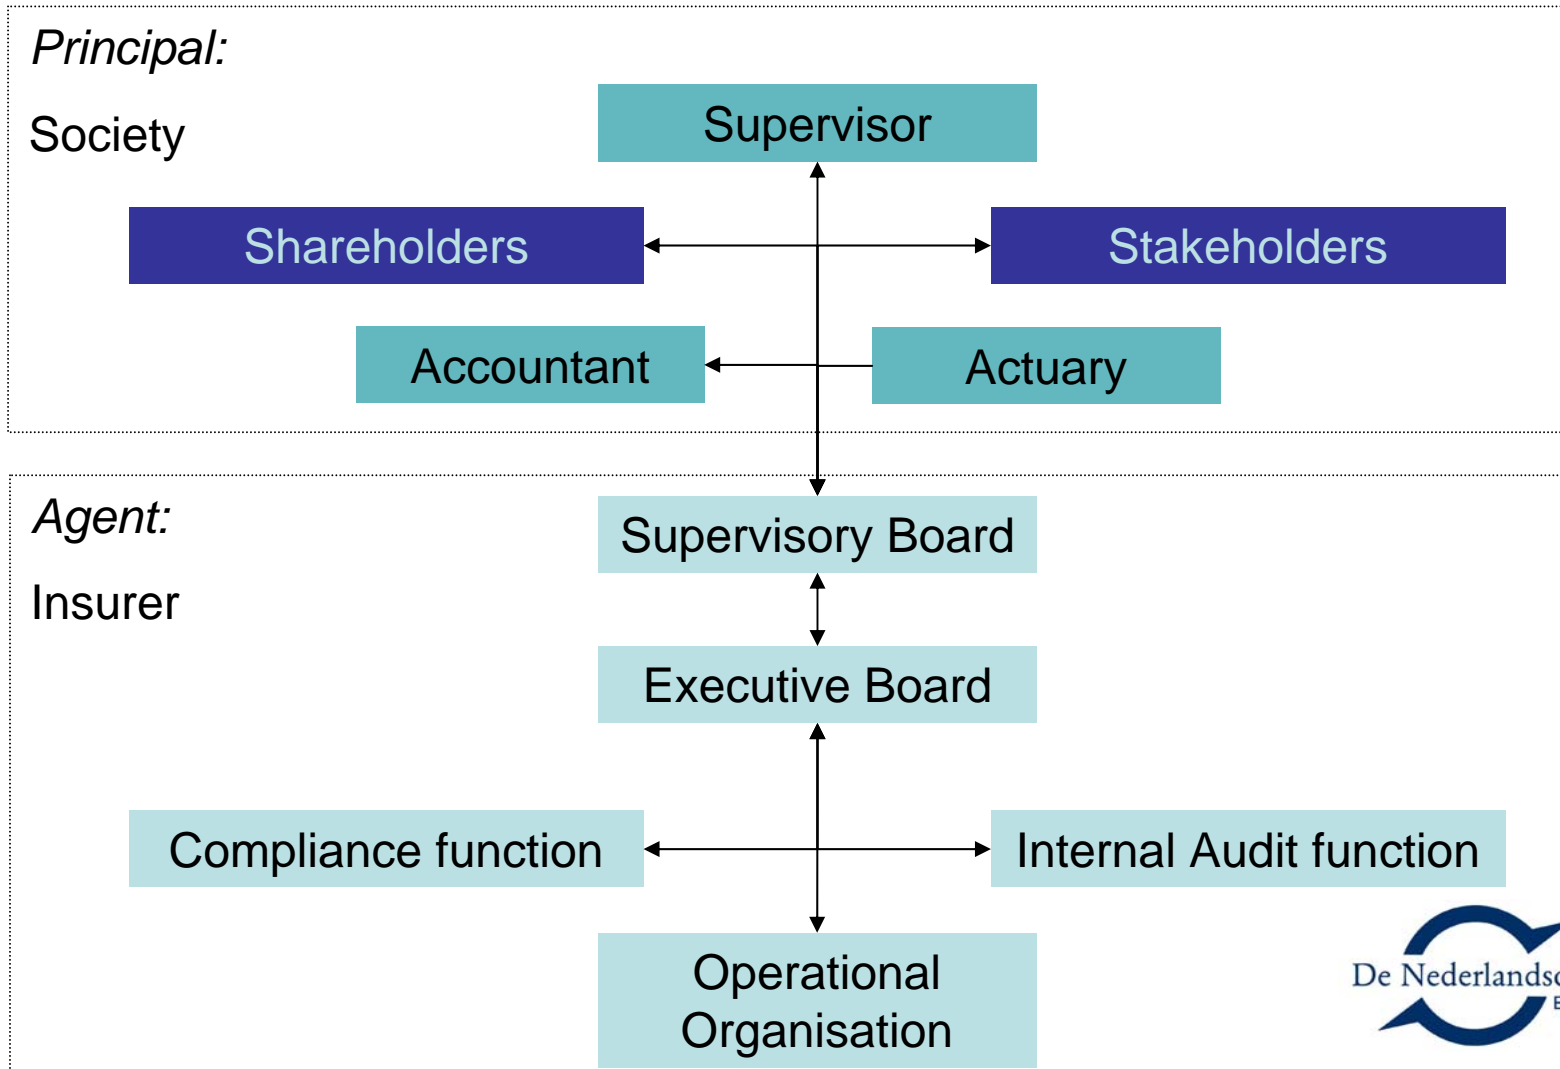 Principal:
Society
Supervisor
Shareholders
Stakeholders
Accountant
Actuary
Agent:
Insurer
Supervisory Board
Executive Board
Compliance function
Internal Audit function
Operational
Organisation
De